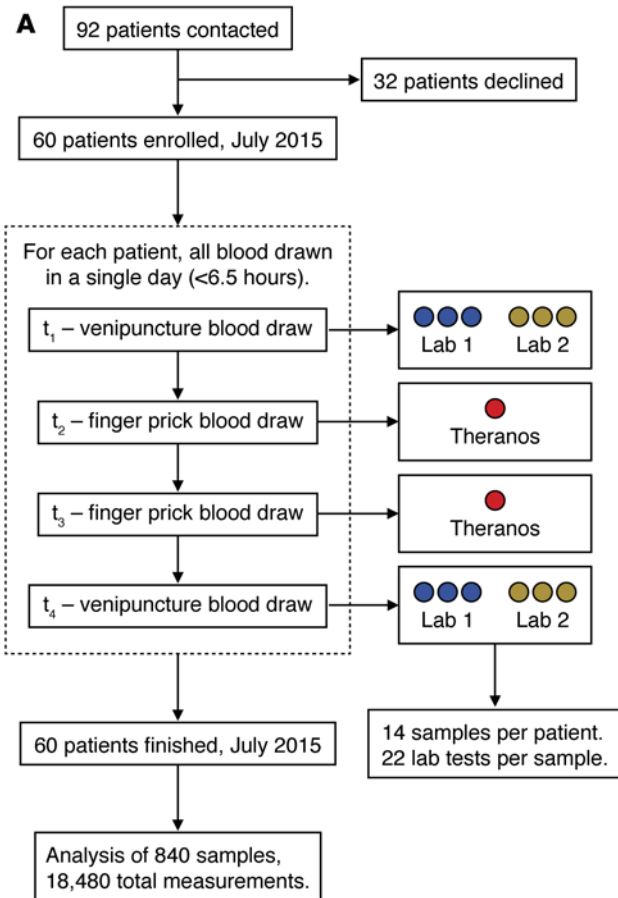 A
92 patients contacted
32 patients declined
60 patients enrolled, July 2015
For each patient, all blood drawn
in a single day (<6.5 hours).
t₁ – venipuncture blood draw
Lab 1 Lab 2
t₂ – finger prick blood draw
Theranos
t₃ – finger prick blood draw
Theranos
t₄ – venipuncture blood draw
Lab 1 Lab 2
14 samples per patient.
22 lab tests per sample.
60 patients finished, July 2015
Analysis of 840 samples,
18,480 total measurements.